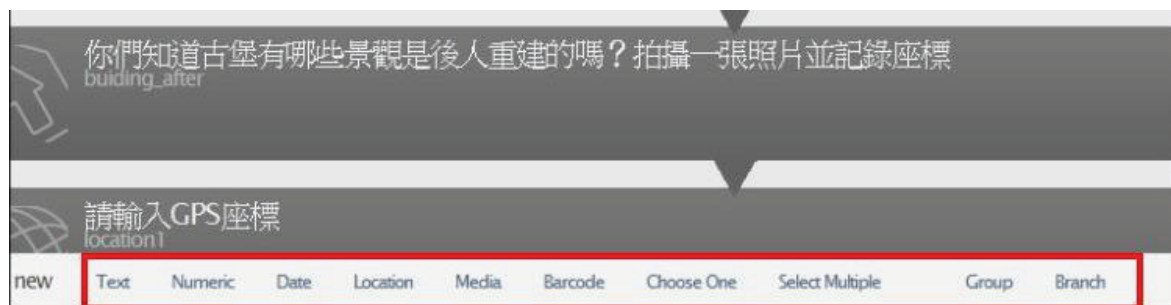 你們知道古堡有哪些景觀是後人重建的嗎？拍攝一張照片並記錄座標
buiding_after
請輸入GPS座標
location1
new Text Numeric Date Location Media Barcode Choose One Select Multiple Group Branch